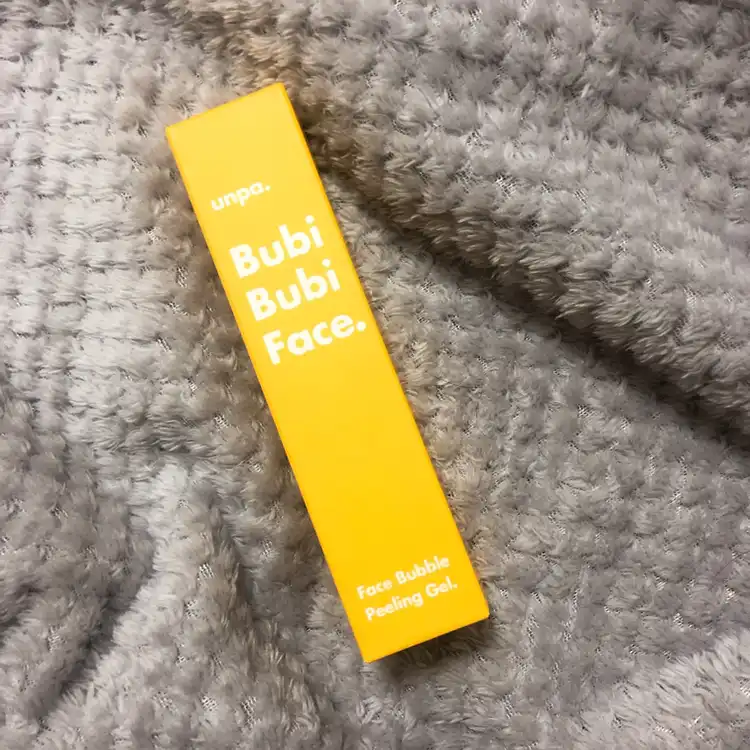 unpa.
Bubi
Bubi
Face.
Face Bubble
Peeling Gel.